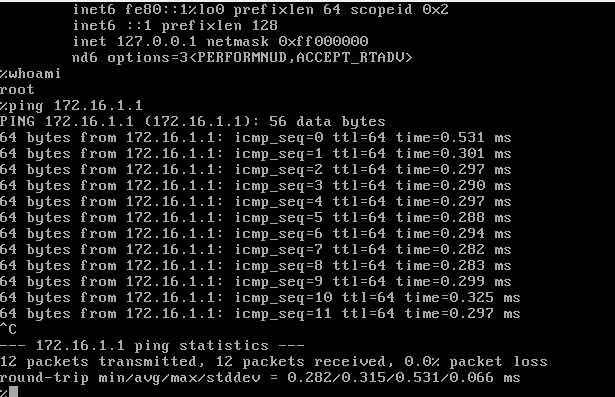 inet6 fe80::1%lo0 prefixlen 64 scopeid 0x2
inet6 ::1 prefixlen 128
inet 127.0.0.1 netmask 0xff000000
nd6 options=3<PERFORMNUD,ACCEPT_RTADV>
%whoami
root
%ping 172.16.1.1
PING 172.16.1.1 (172.16.1.1): 56 data bytes
64 bytes from 172.16.1.1: icmp_seq=0 ttl=64 time=0.531 ms
64 bytes from 172.16.1.1: icmp_seq=1 ttl=64 time=0.301 ms
64 bytes from 172.16.1.1: icmp_seq=2 ttl=64 time=0.297 ms
64 bytes from 172.16.1.1: icmp_seq=3 ttl=64 time=0.290 ms
64 bytes from 172.16.1.1: icmp_seq=4 ttl=64 time=0.297 ms
64 bytes from 172.16.1.1: icmp_seq=5 ttl=64 time=0.288 ms
64 bytes from 172.16.1.1: icmp_seq=6 ttl=64 time=0.294 ms
64 bytes from 172.16.1.1: icmp_seq=7 ttl=64 time=0.282 ms
64 bytes from 172.16.1.1: icmp_seq=8 ttl=64 time=0.283 ms
64 bytes from 172.16.1.1: icmp_seq=9 ttl=64 time=0.299 ms
64 bytes from 172.16.1.1: icmp_seq=10 ttl=64 time=0.325 ms
64 bytes from 172.16.1.1: icmp_seq=11 ttl=64 time=0.297 ms
^C
--- 172.16.1.1 ping statistics ---
12 packets transmitted, 12 packets received, 0.0% packet loss
round-trip min/avg/max/stddev = 0.282/0.315/0.531/0.066 ms
%